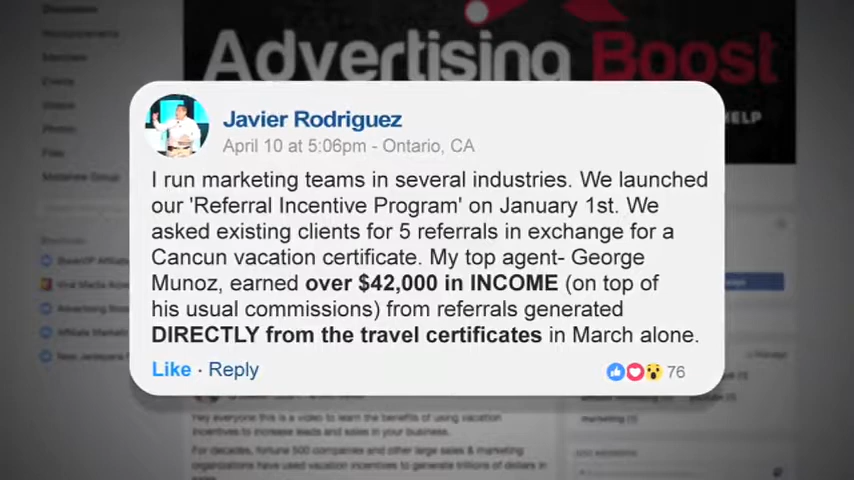 Advertising Boost
HELP
Javier Rodriguez
April 10 at 5:06pm - Ontario, CA
I run marketing teams in several industries. We launched
our 'Referral Incentive Program' on January 1st. We
asked existing clients for 5 referrals in exchange for a
Cancun vacation certificate. My top agent- George
Munoz, earned over $42,000 in INCOME (on top of
his usual commissions) from referrals generated
DIRECTLY from the travel certificates in March alone.
Like · Reply
76
Hey everyone this is a video to learn the benefits of using vacation
incentives to increase leads and sales in your business.
For decades, fortune 500 companies and other large sales & marketing
organizations have used vacation incentives to generate trillions of dollars in